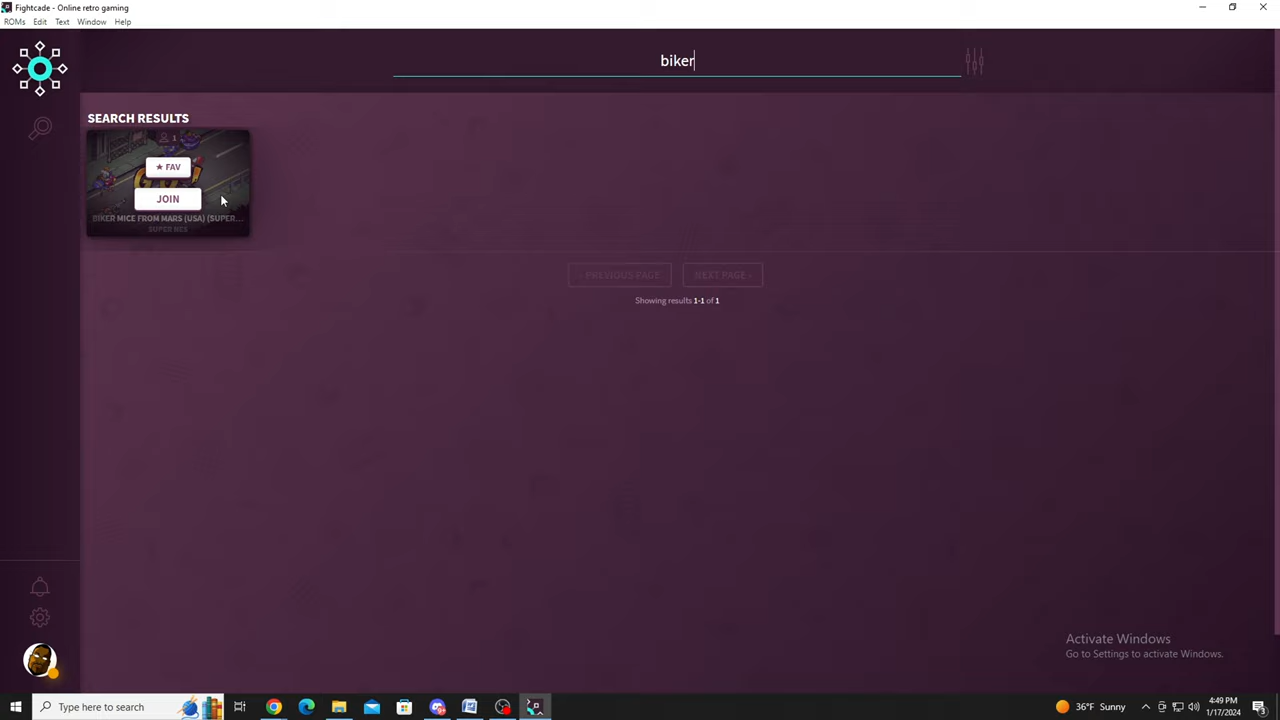 Fightcade - Online retro gaming
ROMs Edit Text Window Help
biker
SEARCH RESULTS
1
★ FAV
JOIN
BIKER MICE FROM MARS (USA) (SUPER...
SUPER NES
PREVIOUS PAGE NEXT PAGE
Showing results 1-1 of 1
Activate Windows
Go to Settings to activate Windows.
Type here to search
36°F Sunny
4:49 PM
1/17/2024
3